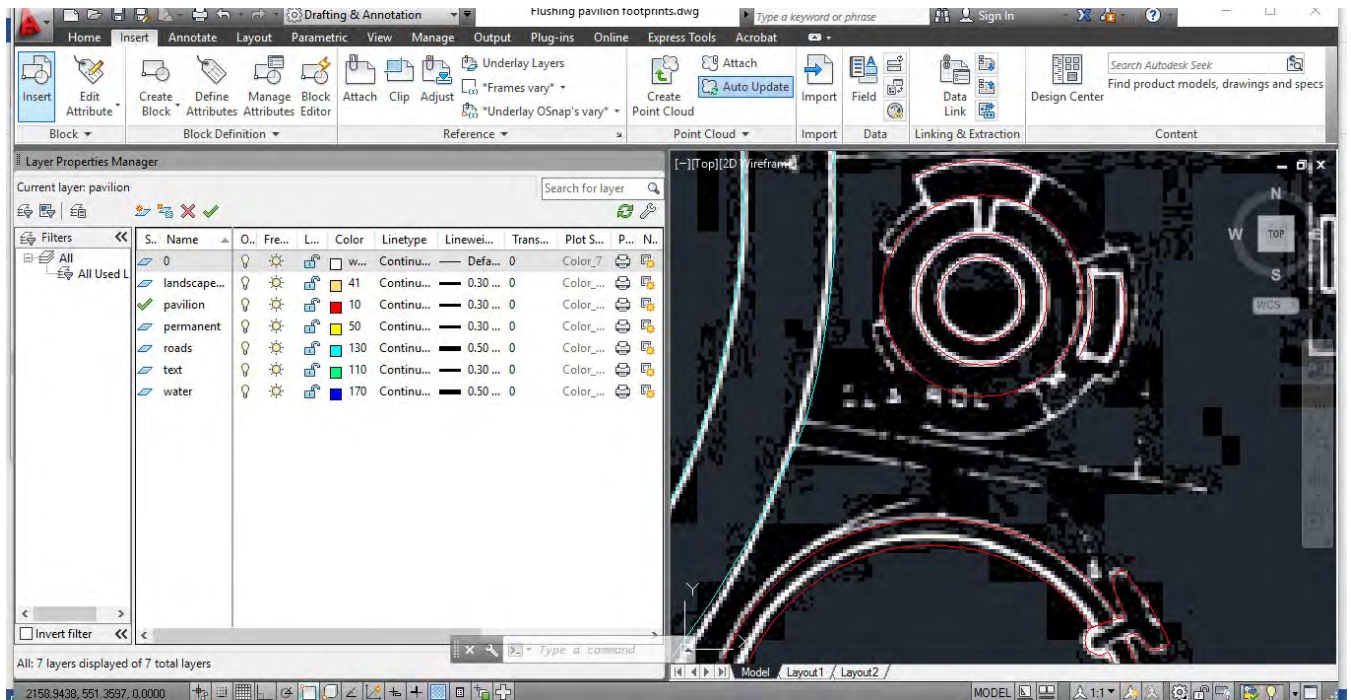 Drafting & Annotation
Flushing pavilion footprints.dwg
Type a keyword or phrase
Sign In
Home Insert Annotate Layout Parametric View Manage Output Plug-ins Online Express Tools Acrobat
Insert
Edit Attribute
Create Block
Define Attributes
Manage Attributes
Block Editor
Attach
Clip
Adjust
Underlay Layers
*Frames vary*
*Underlay OSnap's vary*
Create Point Cloud
Attach
Auto Update
Import
Field
Data Link
Design Center
Search Autodesk Seek
Find product models, drawings and specs
Block
Block Definition
Reference
Point Cloud
Import
Data
Linking & Extraction
Content
Layer Properties Manager
Current layer: pavilion
Search for layer
Filters
All
All Used L
S.. Name O.. Fre... L... Color Linetype Linewei... Trans... Plot S... P... N..
0 w... Continu... Defa... 0 Color_7
landscape... 41 Continu... 0.30 ... 0 Color_...
pavilion 10 Continu... 0.30 ... 0 Color_...
permanent 50 Continu... 0.30 ... 0 Color_...
roads 130 Continu... 0.50 ... 0 Color_...
text 110 Continu... 0.30 ... 0 Color_...
water 170 Continu... 0.50 ... 0 Color_...
Invert filter
All: 7 layers displayed of 7 total layers
[−][Top][2D Wireframe]
N
W TOP
S
WCS
Y
Type a command
Model Layout1 Layout2
2158.9438, 551.3597, 0.0000
MODEL
1:1